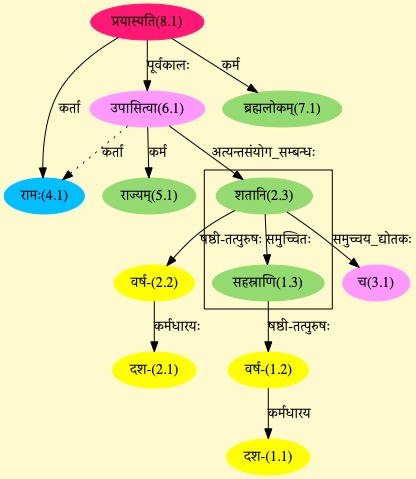 प्रयास्यति(8.1)
कर्ता
पूर्वकालः
कर्म
उपासित्वा(6.1)
ब्रह्मलोकम्(7.1)
कर्ता
कर्म
अत्यन्तसंयोग_सम्बन्धः
रामः(4.1)
राज्यम्(5.1)
शतानि(2.3)
षष्ठी-तत्पुरुषः
समुच्चितः
समुच्चय_द्योतकः
वर्ष-(2.2)
सहस्राणि(1.3)
च(3.1)
कर्मधारयः
षष्ठी-तत्पुरुषः
दश-(2.1)
वर्ष-(1.2)
कर्मधारय
दश-(1.1)